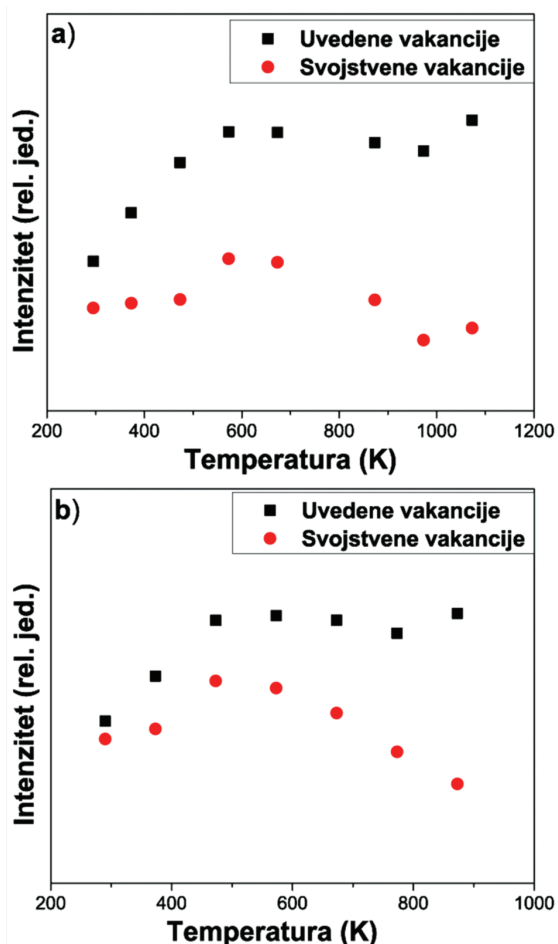 a)
Uvedene vakancije
Svojstvene vakancije
Intenzitet (rel. jed.)
200 400 600 800 1000 1200
Temperatura (K)
b)
Uvedene vakancije
Svojstvene vakancije
Intenzitet (rel. jed.)
200 400 600 800 1000
Temperatura (K)